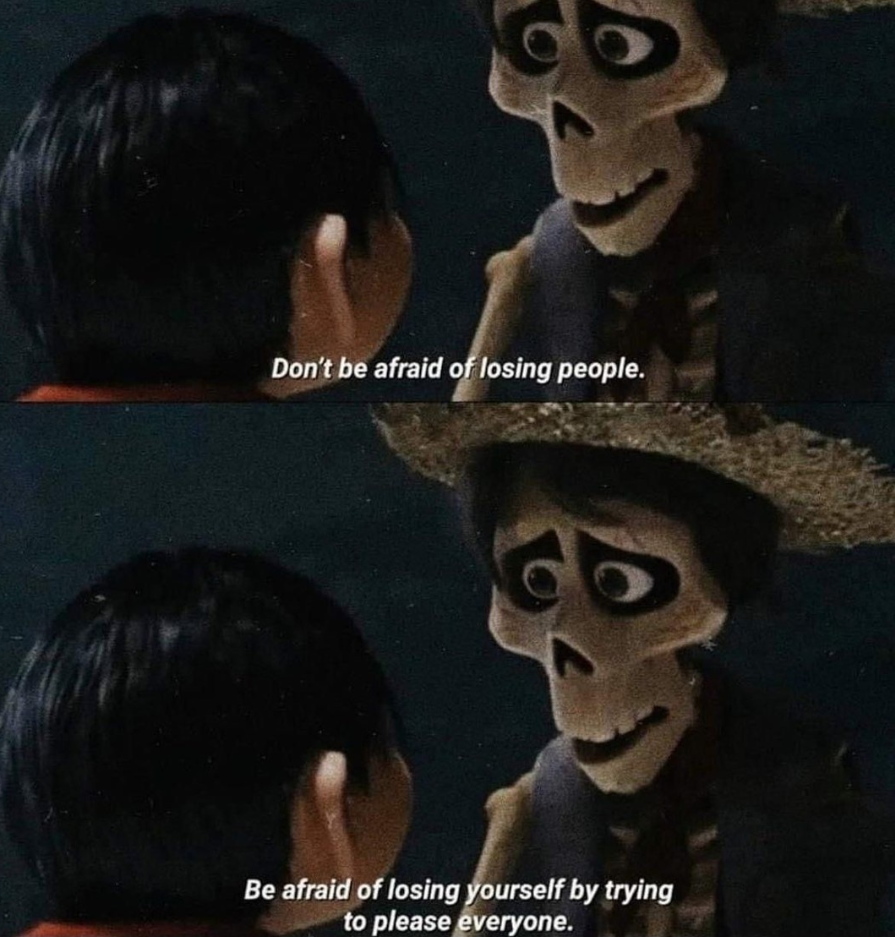 Don't be afraid of losing people.
Be afraid of losing yourself by trying
to please everyone.